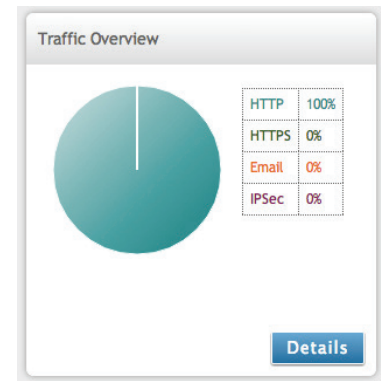 Traffic Overview
HTTP 100%
HTTPS 0%
Email 0%
IPSec 0%
Details